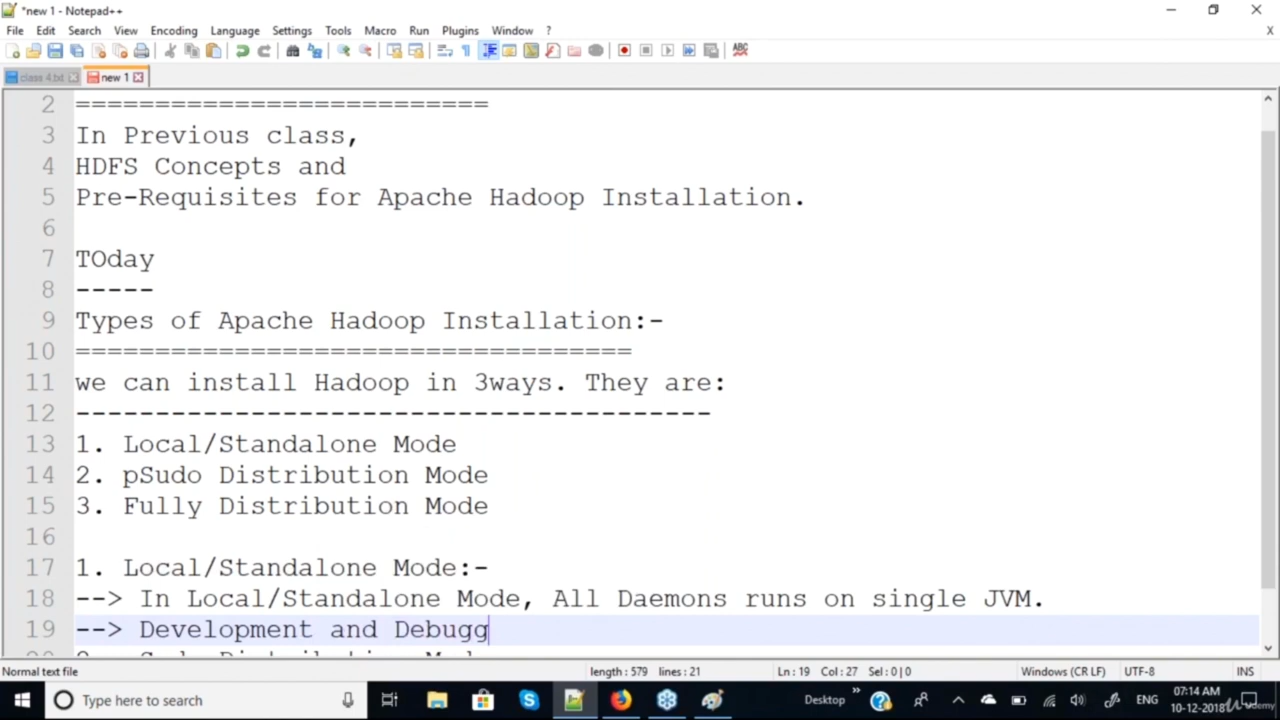 *new 1 - Notepad++
File Edit Search View Encoding Language Settings Tools Macro Run Plugins Window ? X
ABC
class 4.txt new 1
2 ==========================
3 In Previous class,
4 HDFS Concepts and
5 Pre-Requisites for Apache Hadoop Installation.
6
7 TOday
8 -----
9 Types of Apache Hadoop Installation:-
10 ===================================
11 we can install Hadoop in 3ways. They are:
12 ----------------------------------------
13 1. Local/Standalone Mode
14 2. pSudo Distribution Mode
15 3. Fully Distribution Mode
16
17 1. Local/Standalone Mode:-
18 --> In Local/Standalone Mode, All Daemons runs on single JVM.
19 --> Development and Debugg
Normal text file length : 579 lines : 21 Ln : 19 Col : 27 Sel : 0 | 0 Windows (CR LF) UTF-8 INS
Type here to search Desktop ENG 07:14 AM
10-12-2018
Udemy